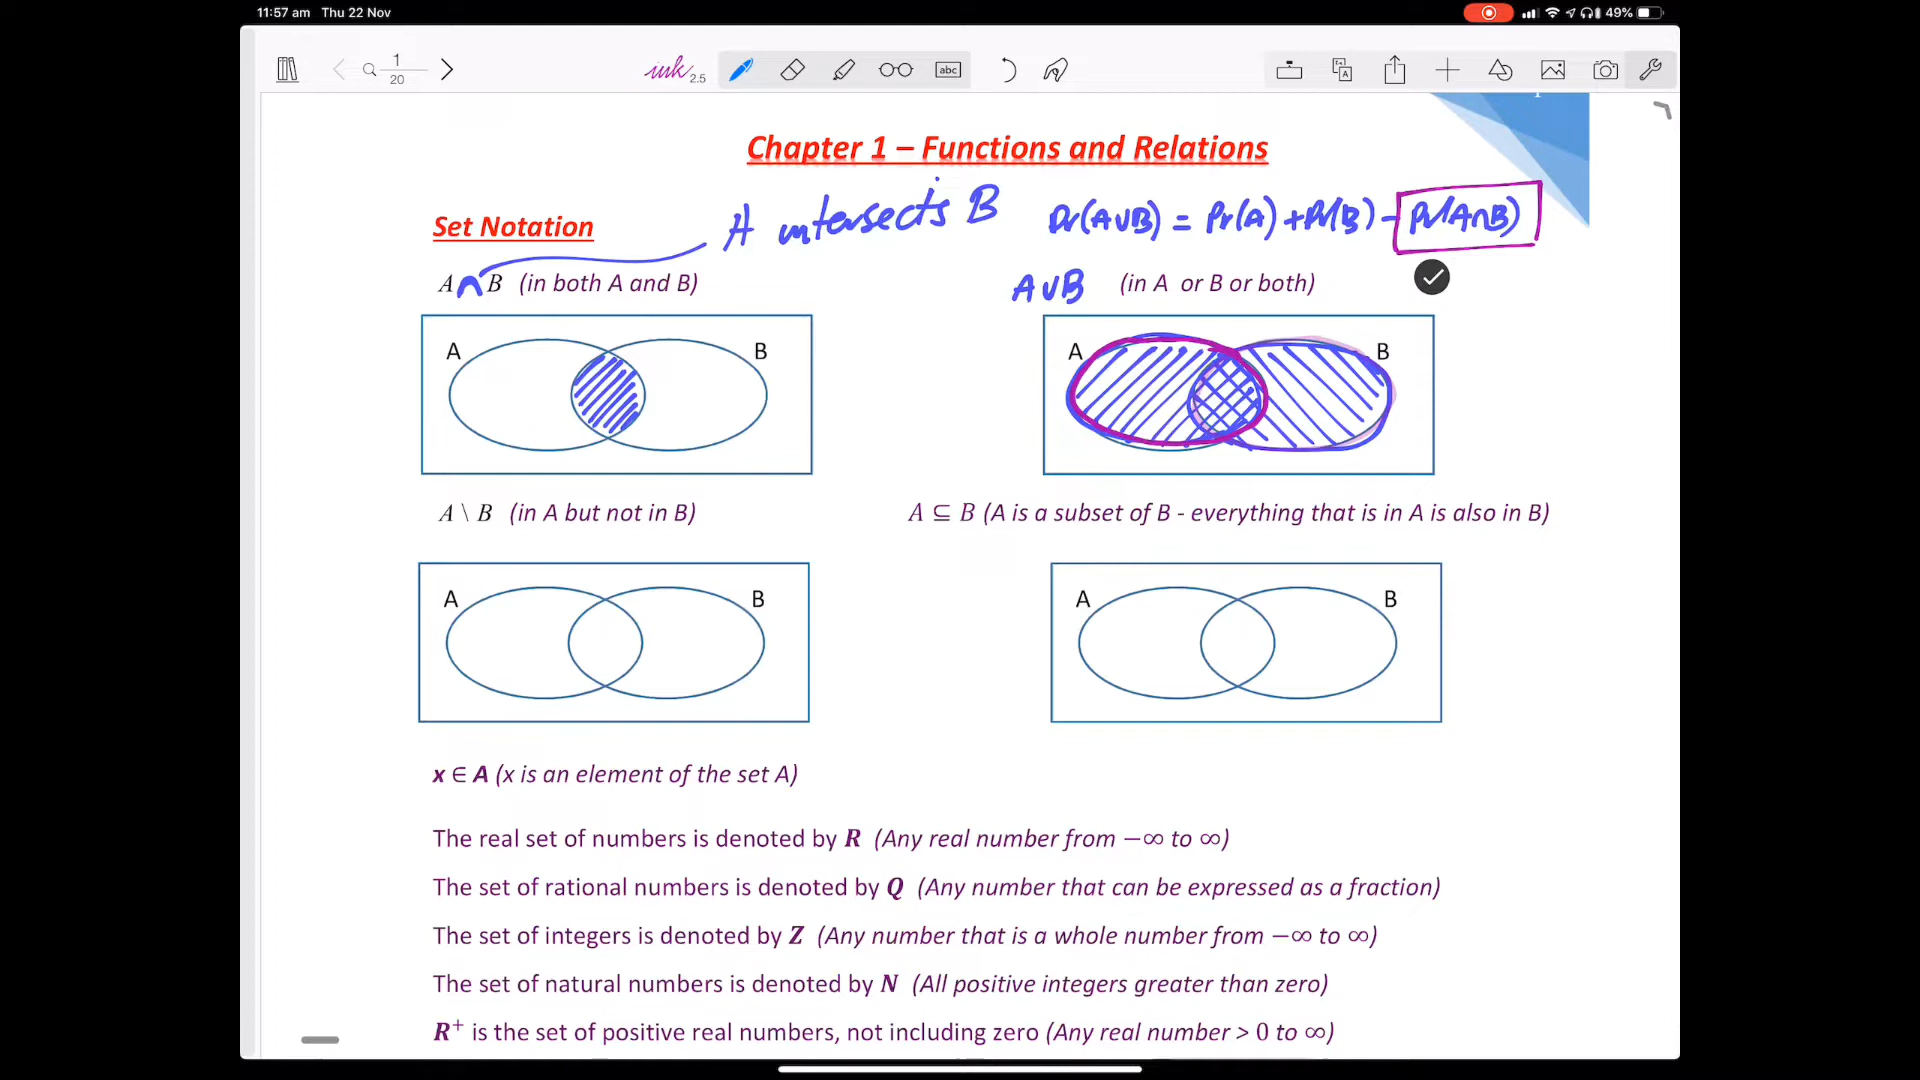 11:57 am Thu 22 Nov 49%
1
20
ink 2.5
abc
Chapter 1 – Functions and Relations
Set Notation
A intersects B
Pr(A∪B) = Pr(A) + Pr(B) - Pr(A∩B)
A ∩ B (in both A and B)
A∪B (in A or B or both)
A B
A B
A \ B (in A but not in B)
A ⊆ B (A is a subset of B - everything that is in A is also in B)
A B
A B
x ∈ A (x is an element of the set A)
The real set of numbers is denoted by R (Any real number from −∞ to ∞)
The set of rational numbers is denoted by Q (Any number that can be expressed as a fraction)
The set of integers is denoted by Z (Any number that is a whole number from −∞ to ∞)
The set of natural numbers is denoted by N (All positive integers greater than zero)
R⁺ is the set of positive real numbers, not including zero (Any real number > 0 to ∞)